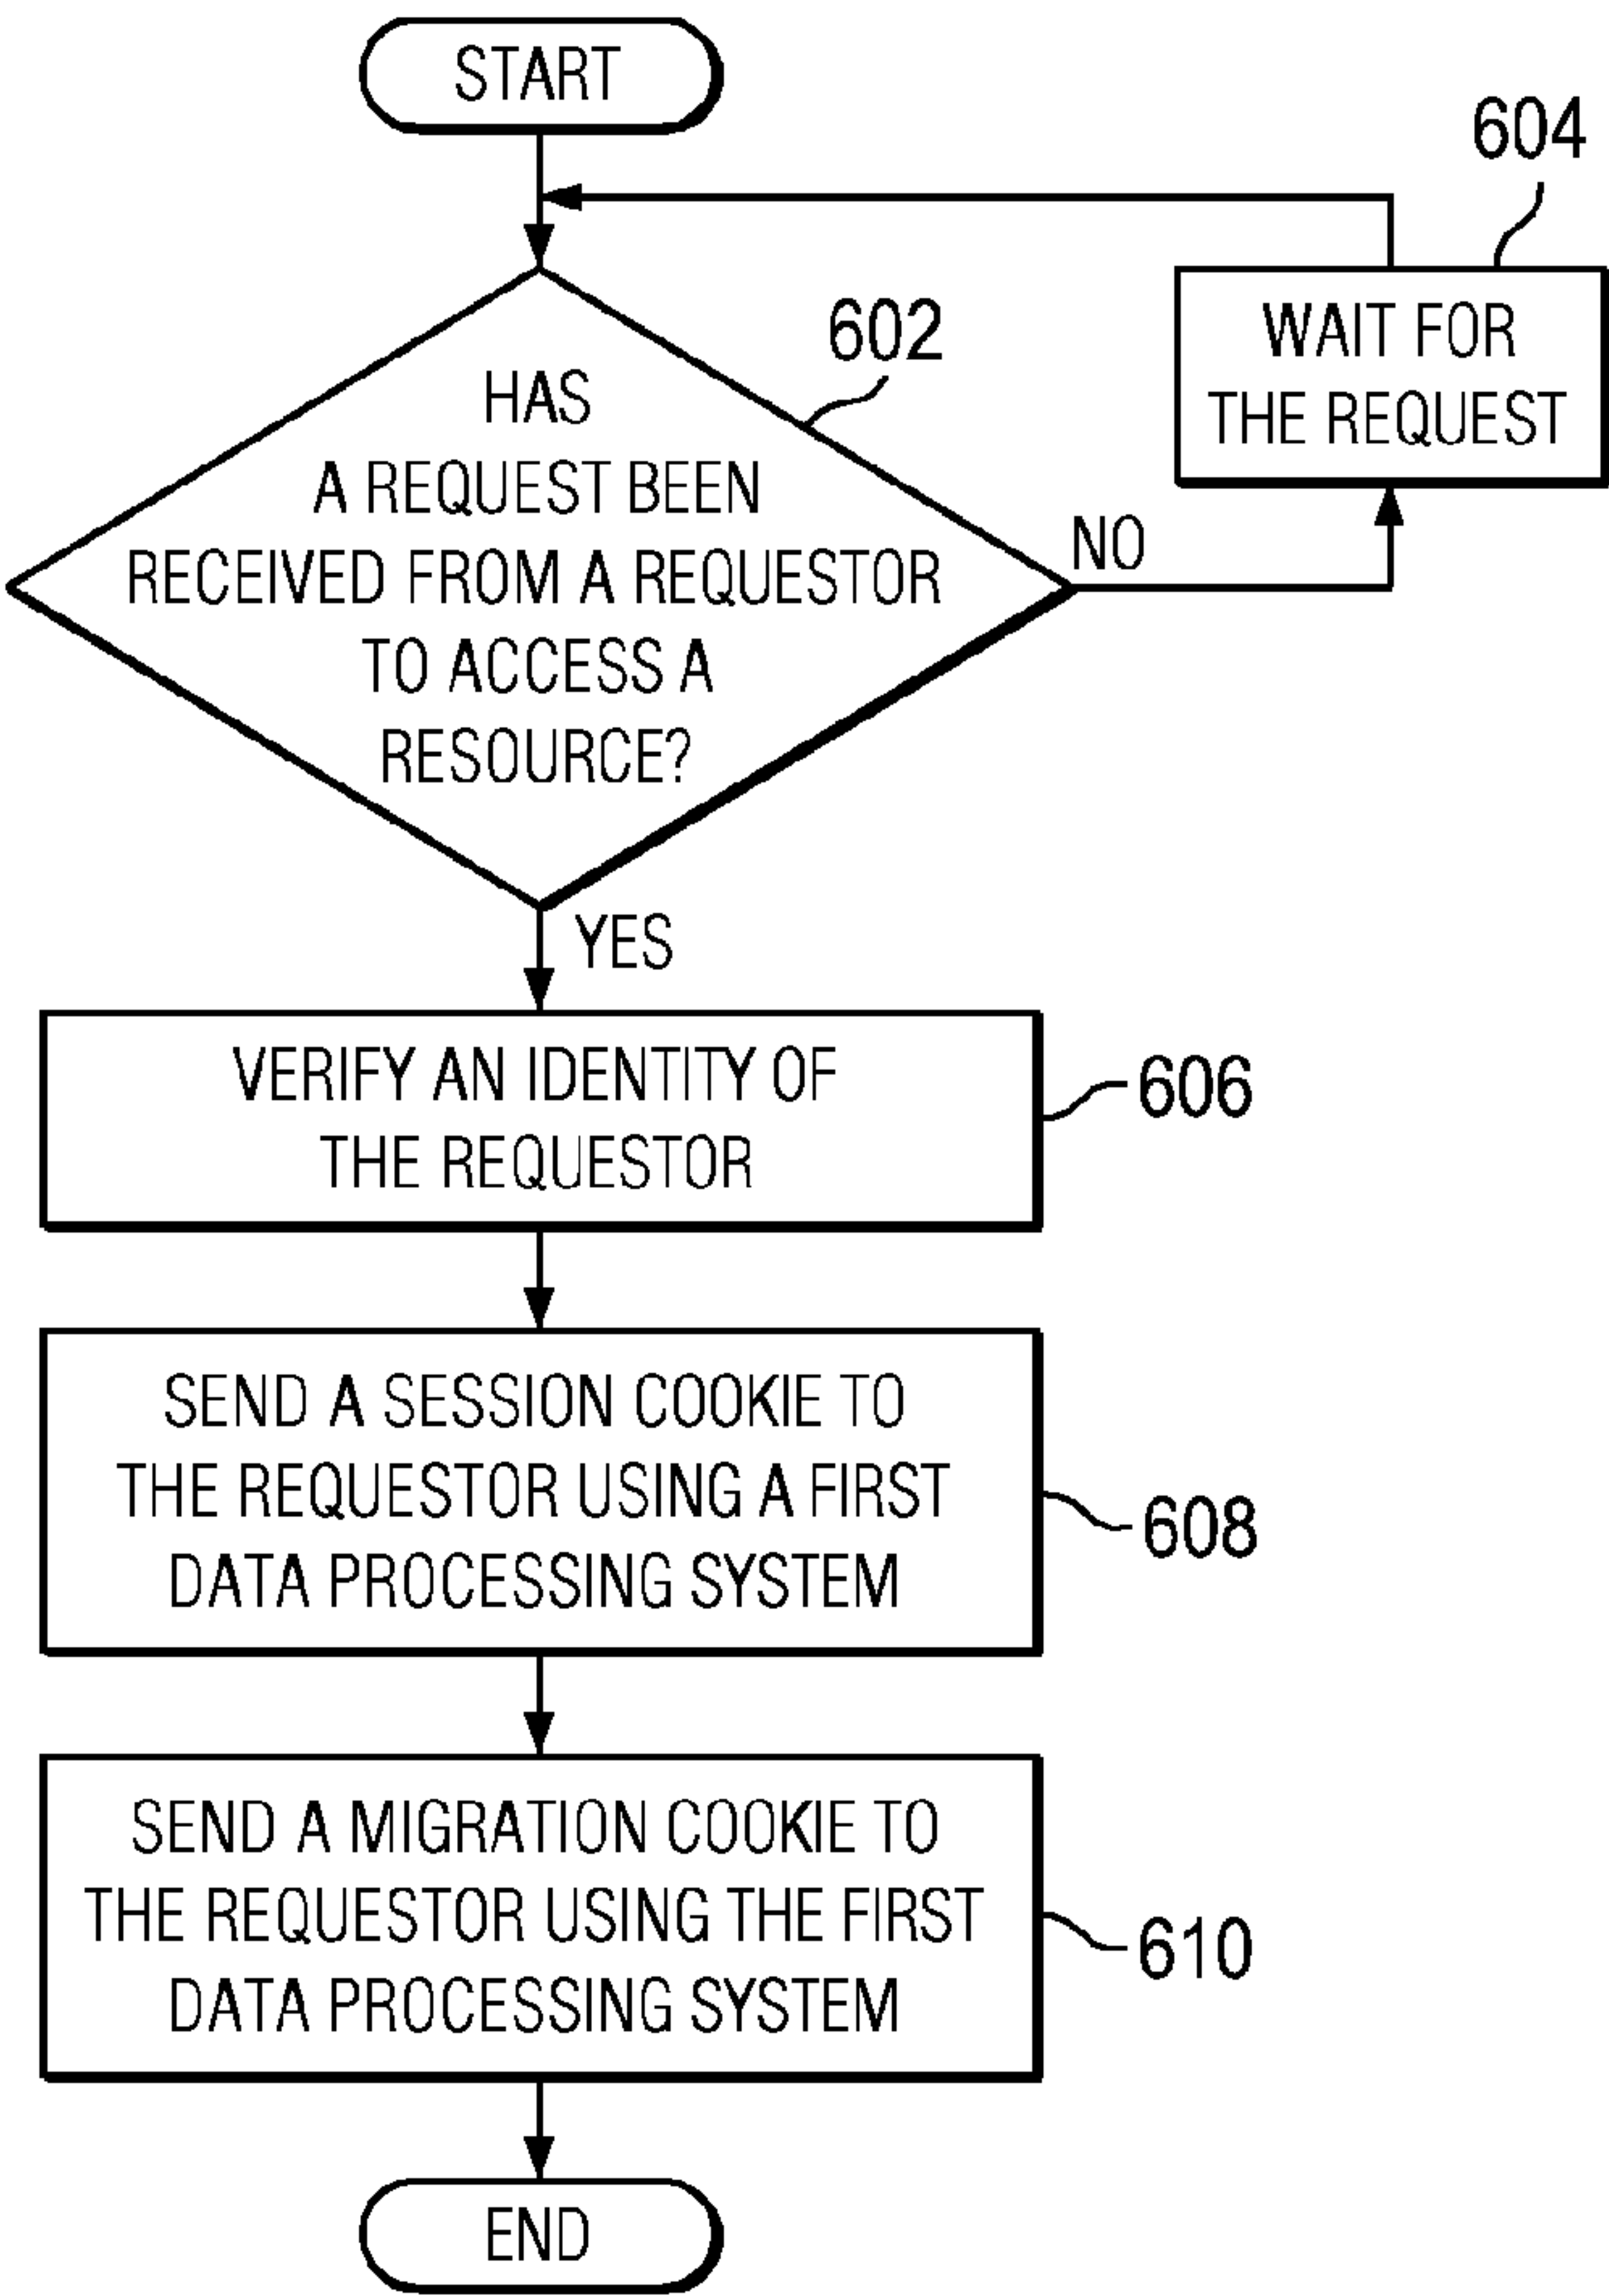 START
604
WAIT FOR
THE REQUEST
602
HAS
A REQUEST BEEN
RECEIVED FROM A REQUESTOR
TO ACCESS A
RESOURCE?
NO
YES
VERIFY AN IDENTITY OF
THE REQUESTOR
606
SEND A SESSION COOKIE TO
THE REQUESTOR USING A FIRST
DATA PROCESSING SYSTEM
608
SEND A MIGRATION COOKIE TO
THE REQUESTOR USING THE FIRST
DATA PROCESSING SYSTEM
610
END